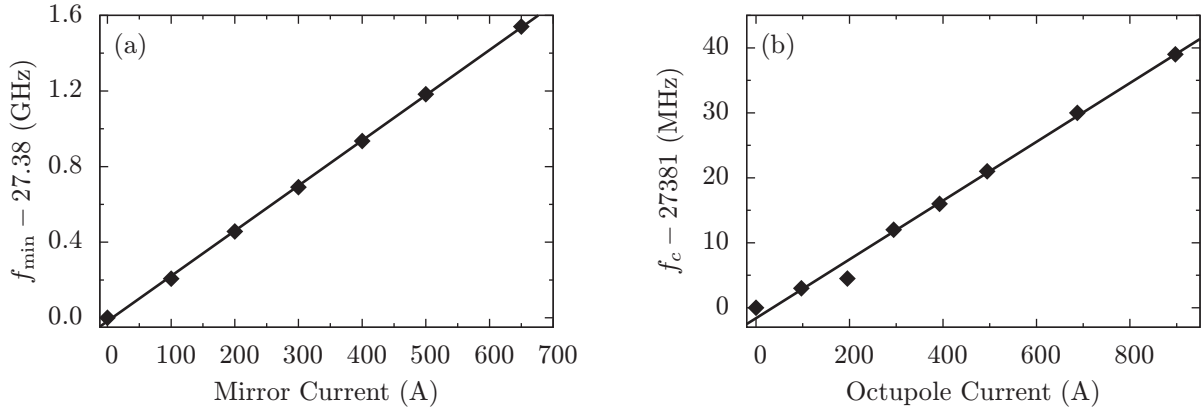 (a)
f_min − 27.38 (GHz)
1.6
1.2
0.8
0.4
0.0
0 100 200 300 400 500 600 700
Mirror Current (A)
(b)
f_c − 27381 (MHz)
40
30
20
10
0
0 200 400 600 800
Octupole Current (A)